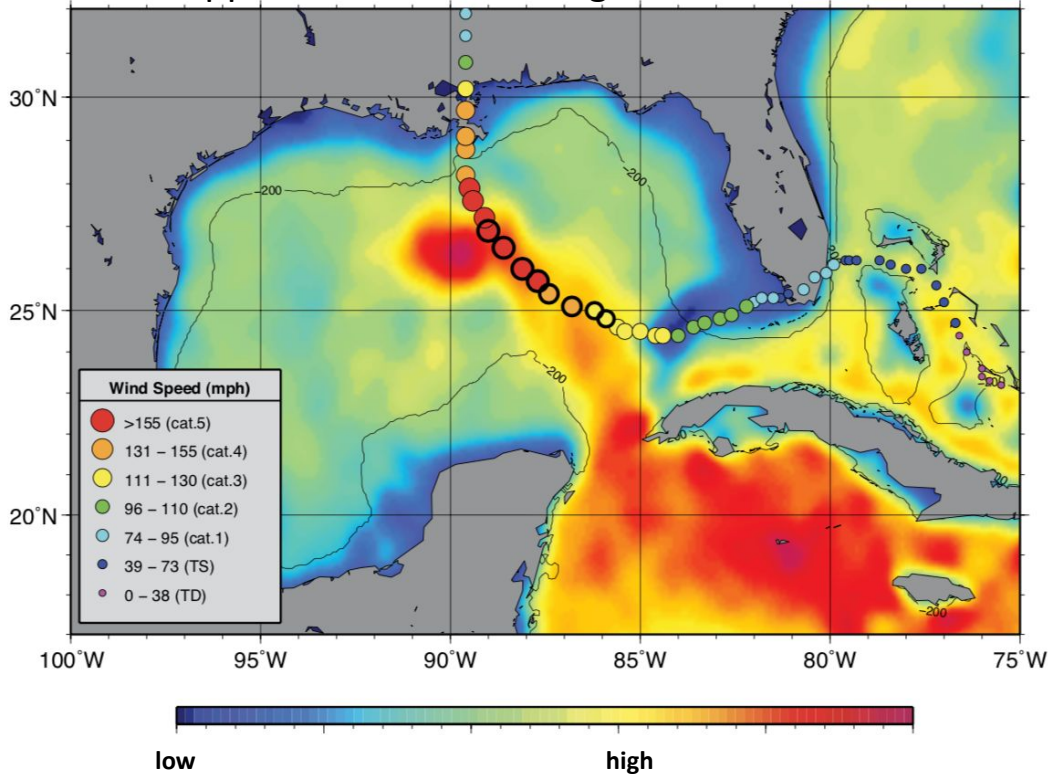 30°N
25°N
20°N
-200
-200
-200
-200
Wind Speed (mph)
>155 (cat.5)
131 – 155 (cat.4)
111 – 130 (cat.3)
96 – 110 (cat.2)
74 – 95 (cat.1)
39 – 73 (TS)
0 – 38 (TD)
100°W
95°W
90°W
85°W
80°W
75°W
low
high